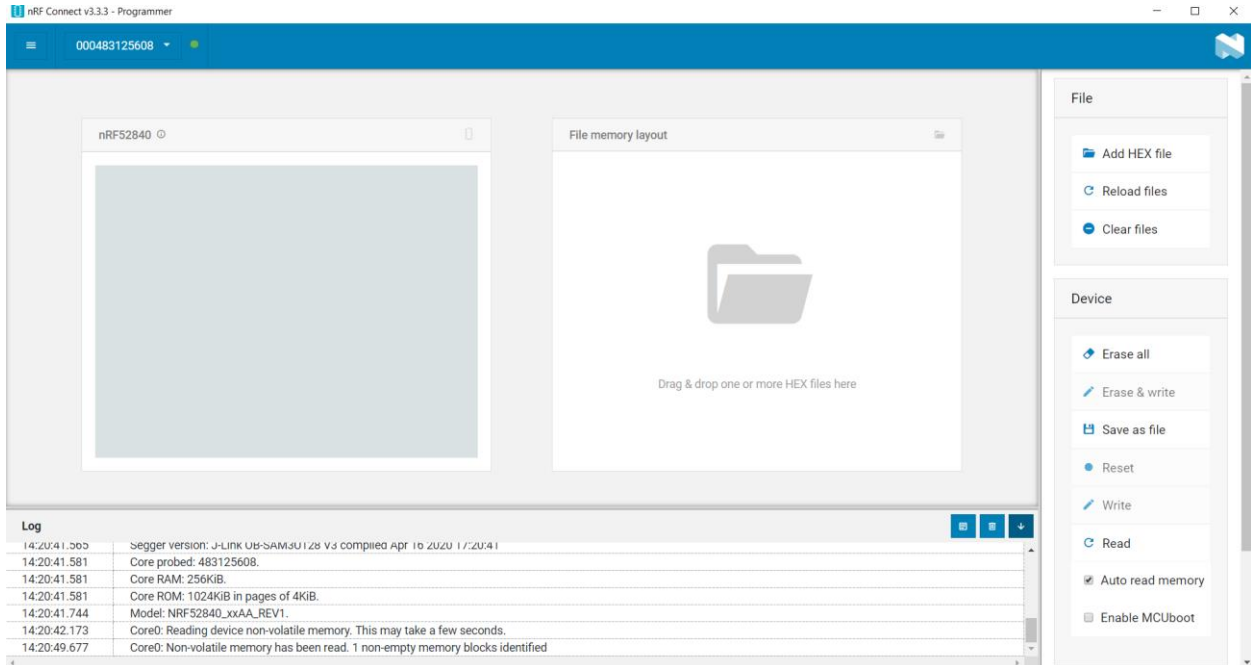 nRF Connect v3.3.3 - Programmer
000483125608
nRF52840
File memory layout
Drag & drop one or more HEX files here
File
Add HEX file
Reload files
Clear files
Device
Erase all
Erase & write
Save as file
Reset
Write
Read
Auto read memory
Enable MCUboot
Log
14:20:41.565 Segger version: J-Link OB-SAM3U128 V3 compiled Apr 16 2020 17:20:41
14:20:41.581 Core probed: 483125608.
14:20:41.581 Core RAM: 256KiB.
14:20:41.581 Core ROM: 1024KiB in pages of 4KiB.
14:20:41.744 Model: NRF52840_xxAA_REV1.
14:20:42.173 Core0: Reading device non-volatile memory. This may take a few seconds.
14:20:49.677 Core0: Non-volatile memory has been read. 1 non-empty memory blocks identified